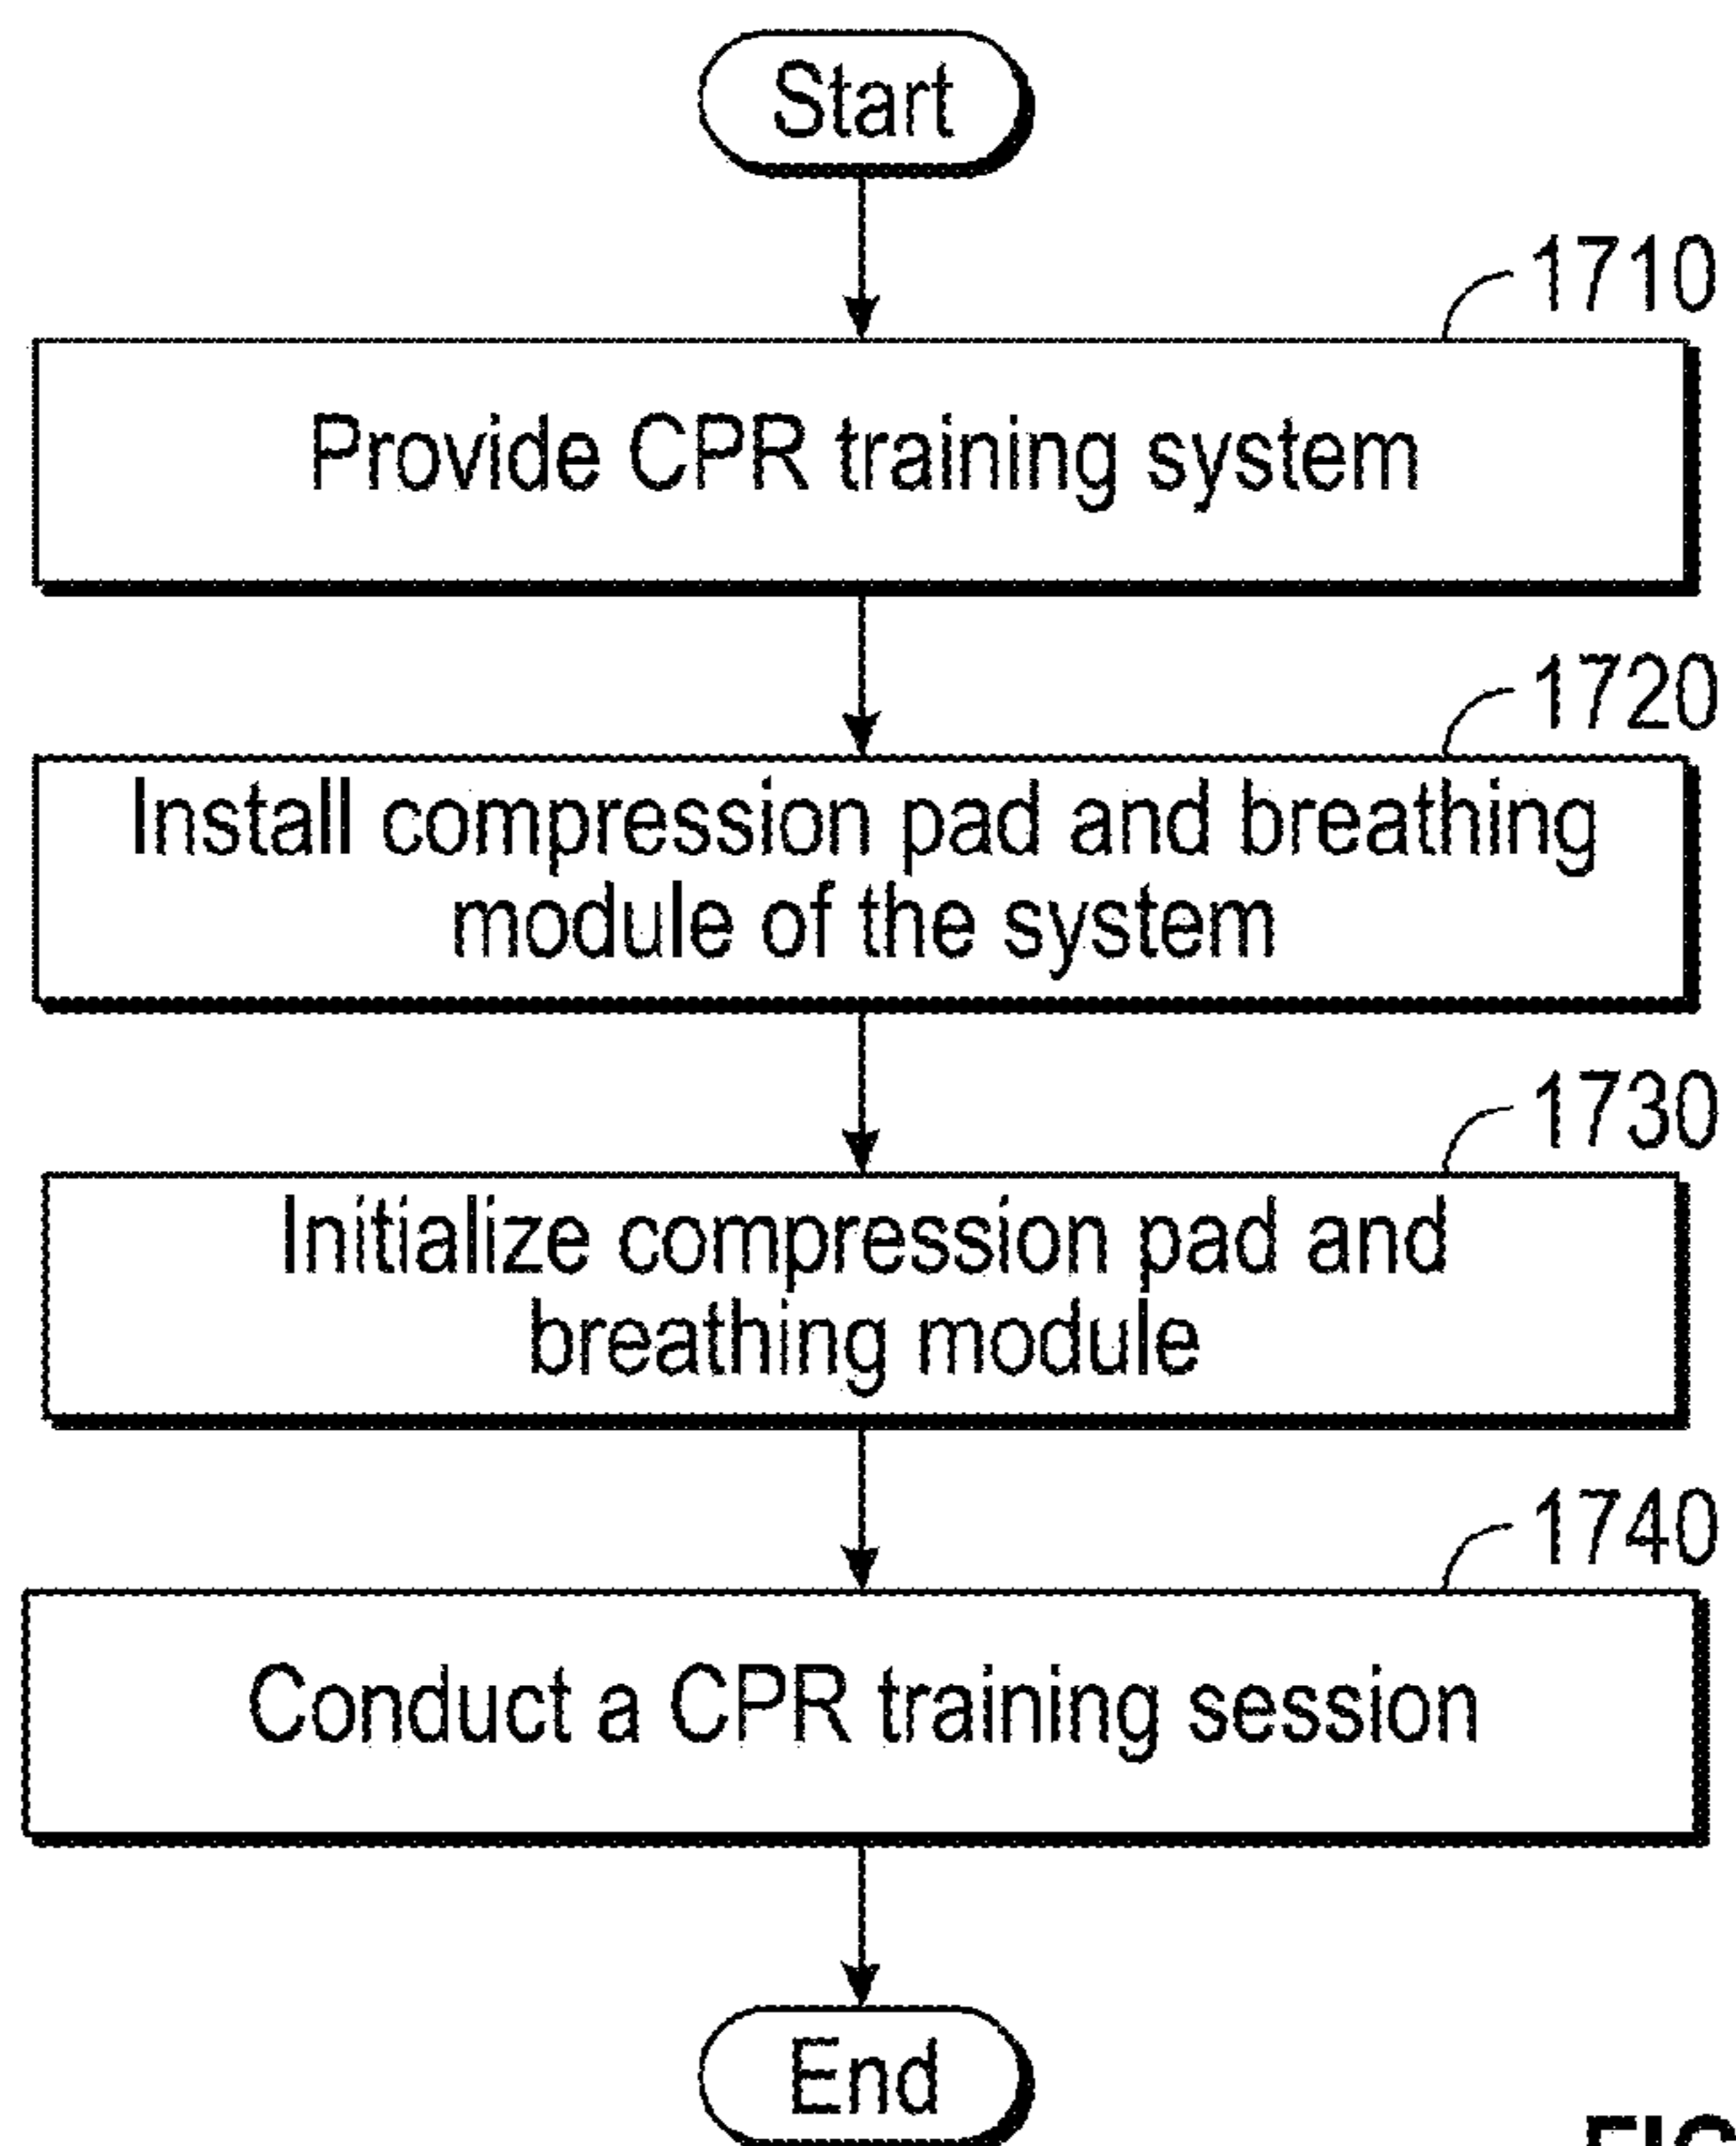 Start
1710
Provide CPR training system
1720
Install compression pad and breathing
module of the system
1730
Initialize compression pad and
breathing module
1740
Conduct a CPR training session
End